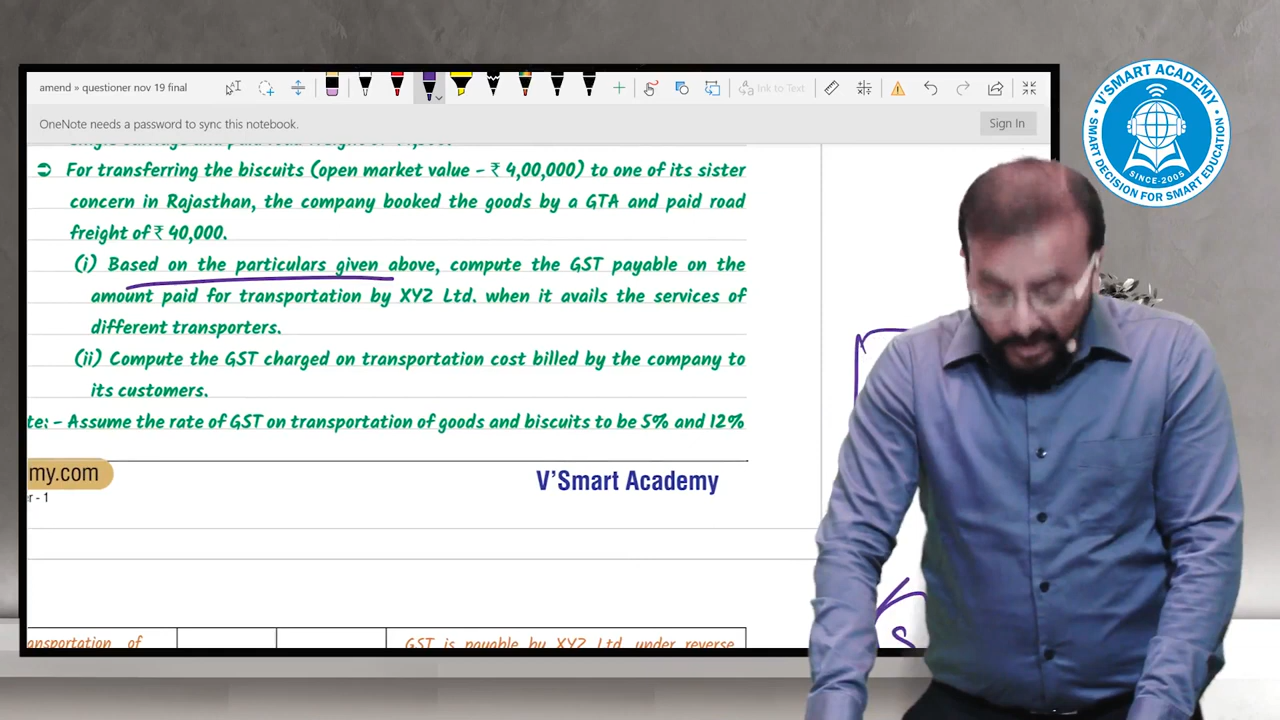 amend » questioner nov 19 final
Link to Text
OneNote needs a password to sync this notebook.
Sign In
➲ For transferring the biscuits (open market value - ₹ 4,00,000) to one of its sister
concern in Rajasthan, the company booked the goods by a GTA and paid road
freight of ₹ 40,000.
(i) Based on the particulars given above, compute the GST payable on the
amount paid for transportation by XYZ Ltd. when it avails the services of
different transporters.
(ii) Compute the GST charged on transportation cost billed by the company to
its customers.
te: - Assume the rate of GST on transportation of goods and biscuits to be 5% and 12%
my.com
V'Smart Academy
r - 1
ansportation of
GST is payable by XYZ Ltd. under reverse
V'SMART ACADEMY
SMART DECISION FOR SMART EDUCATION
SINCE-2005